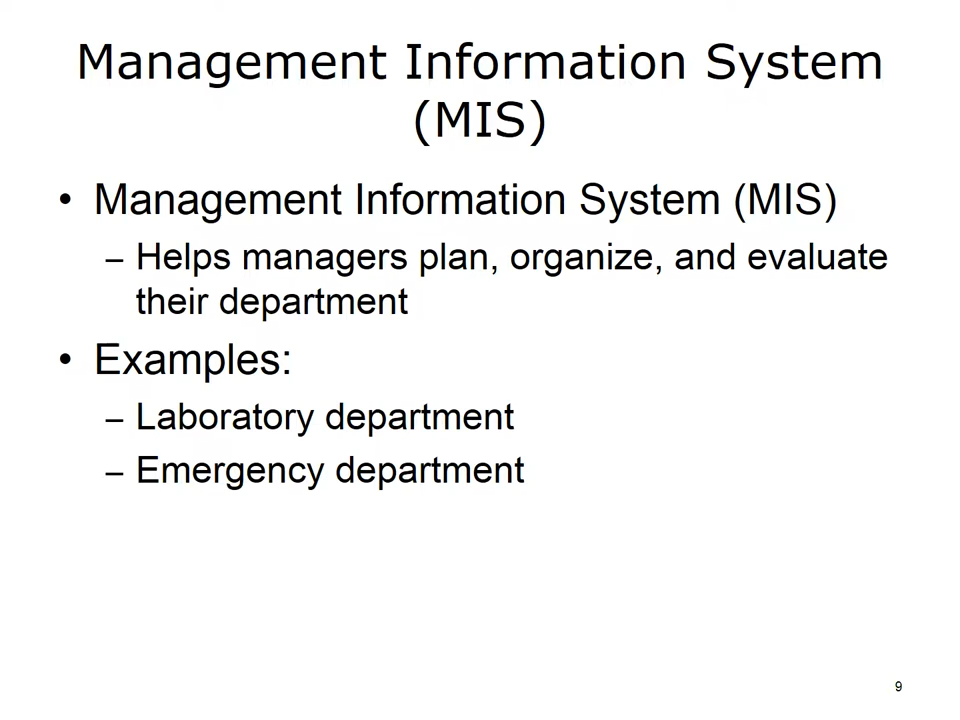 Management Information System
(MIS)
• Management Information System (MIS)
– Helps managers plan, organize, and evaluate
their department
• Examples:
– Laboratory department
– Emergency department
9